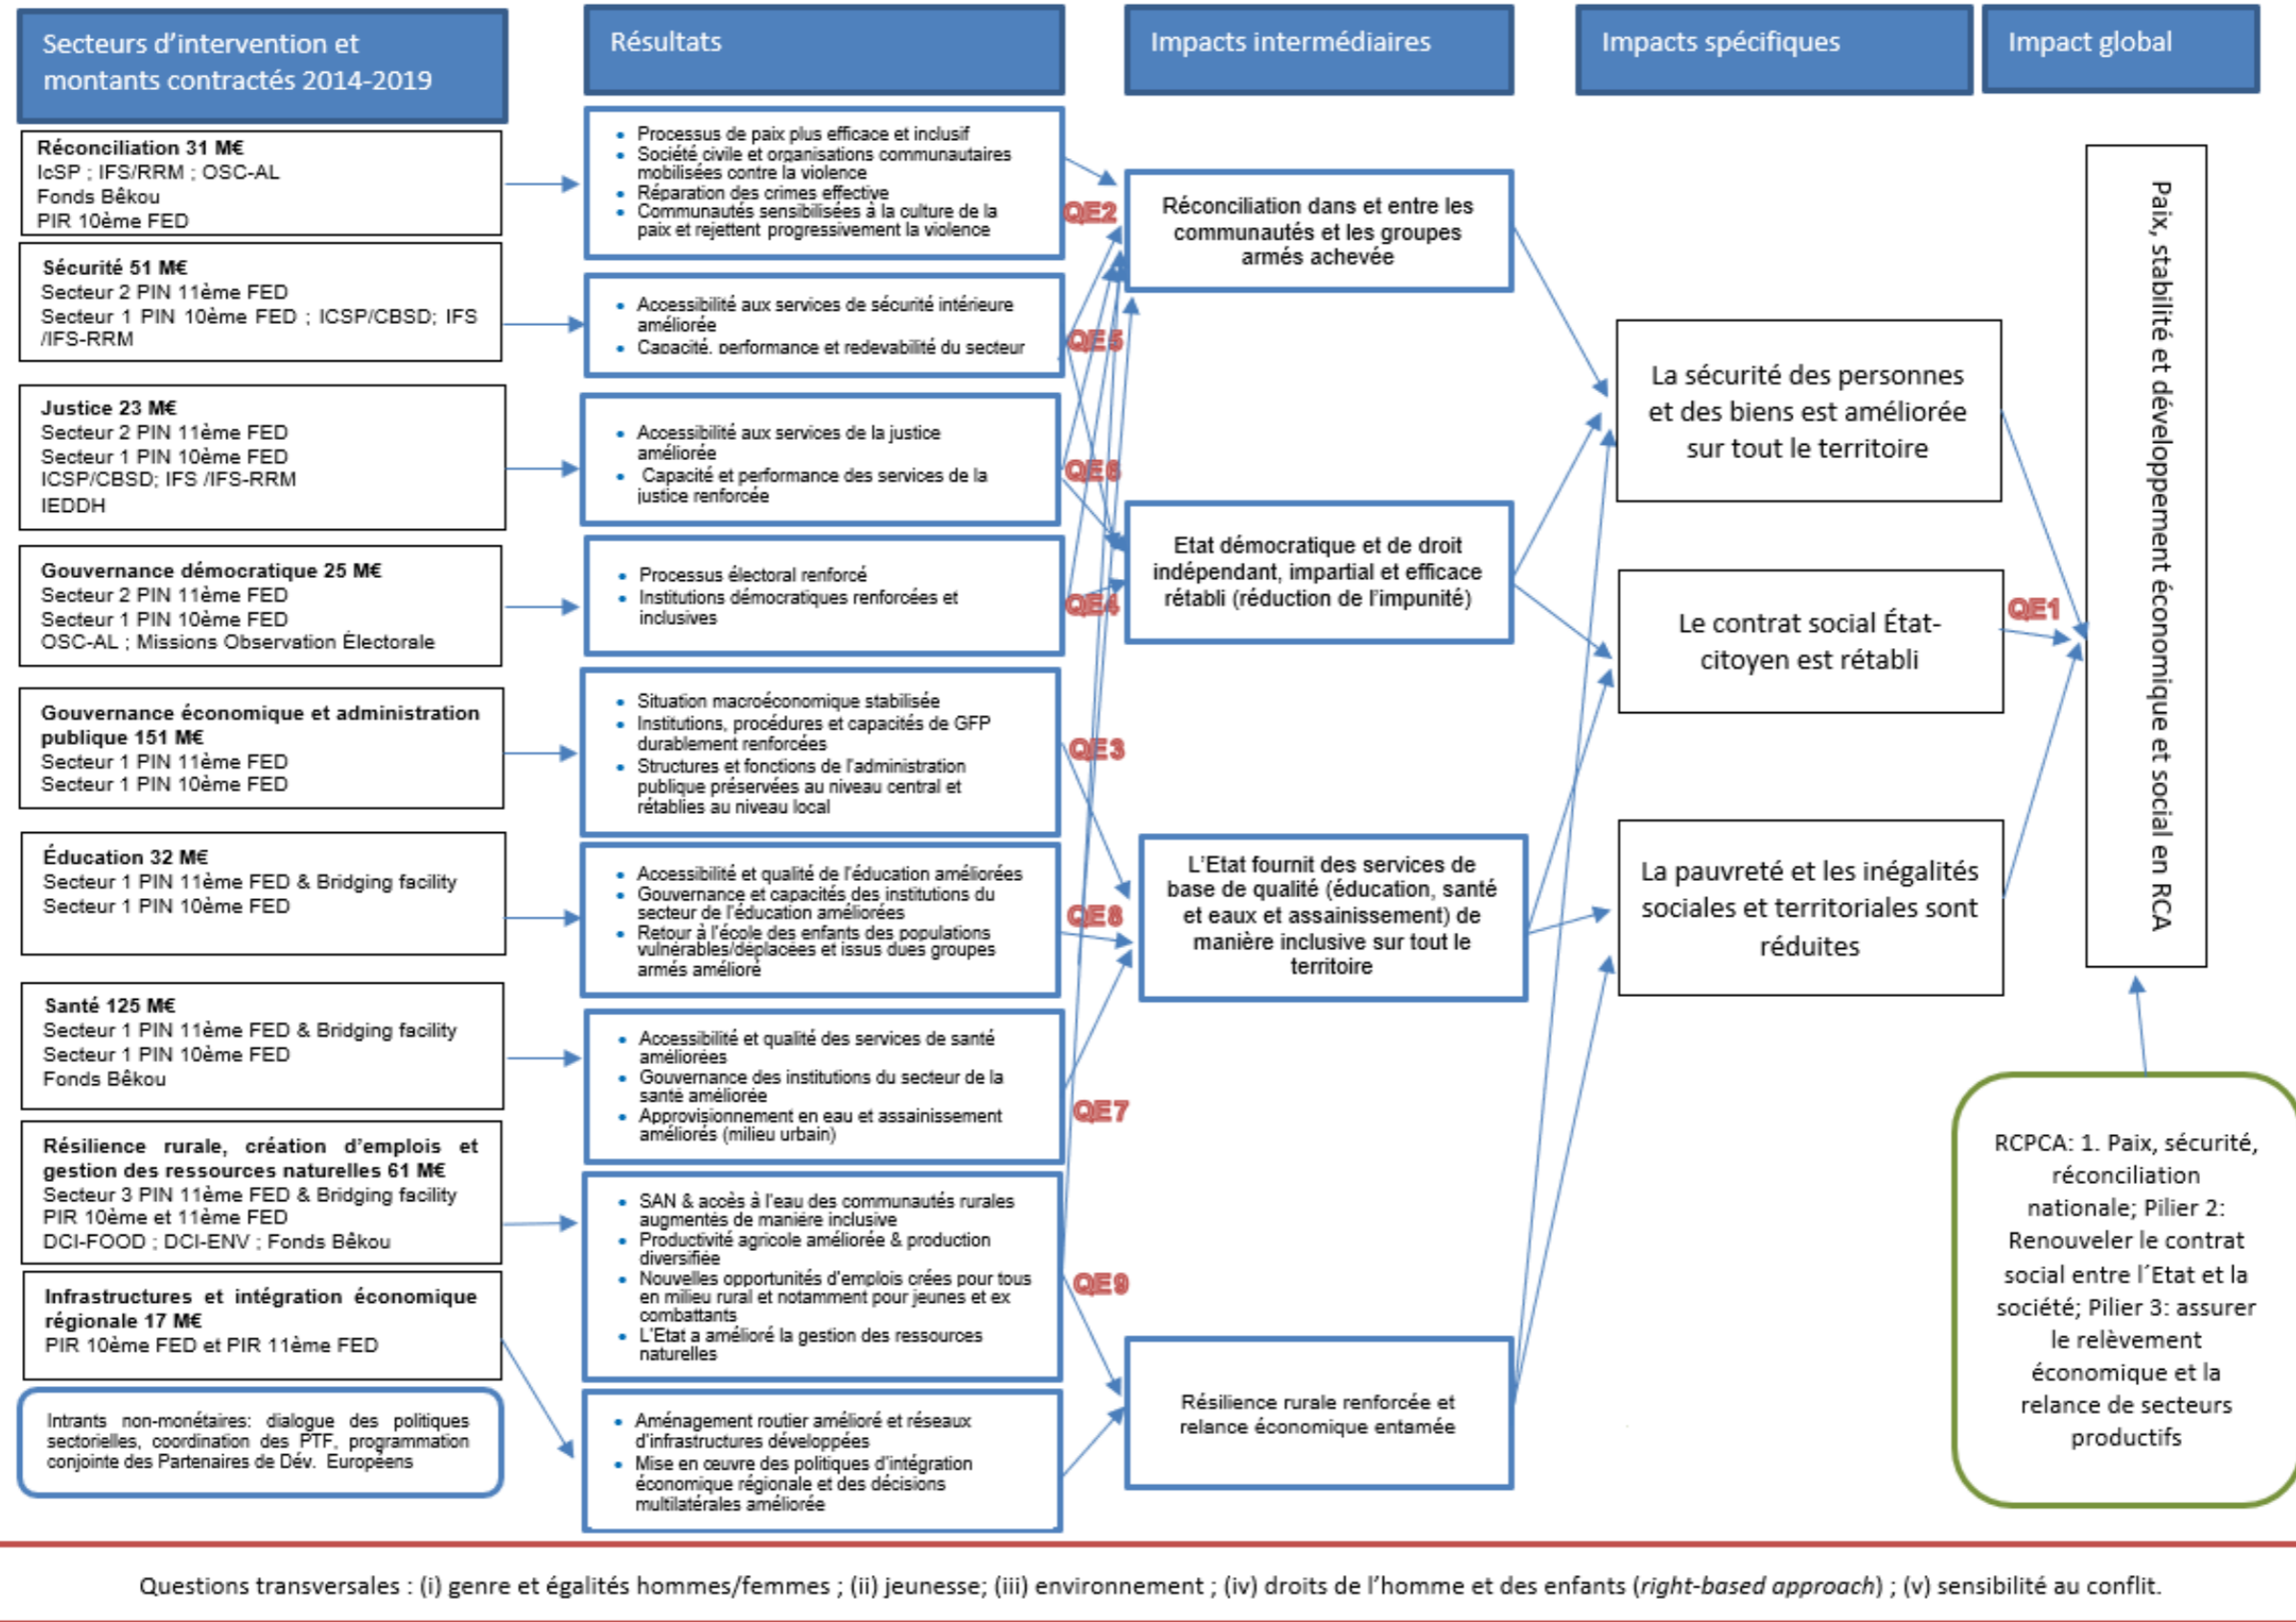 Secteurs d'intervention et
montants contractés 2014-2019
Résultats
Impacts intermédiaires
Impacts spécifiques
Impact global
Réconciliation 31 M€
IcSP ; IFS/RRM ; OSC-AL
Fonds Bêkou
PIR 10ème FED
Sécurité 51 M€
Secteur 2 PIN 11ème FED
Secteur 1 PIN 10ème FED ; ICSP/CBSD; IFS
/IFS-RRM
Justice 23 M€
Secteur 2 PIN 11ème FED
Secteur 1 PIN 10ème FED
ICSP/CBSD; IFS /IFS-RRM
IEDDH
Gouvernance démocratique 25 M€
Secteur 2 PIN 11ème FED
Secteur 1 PIN 10ème FED
OSC-AL ; Missions Observation Électorale
Gouvernance économique et administration
publique 151 M€
Secteur 1 PIN 11ème FED
Secteur 1 PIN 10ème FED
Éducation 32 M€
Secteur 1 PIN 11ème FED & Bridging facility
Secteur 1 PIN 10ème FED
Santé 125 M€
Secteur 1 PIN 11ème FED & Bridging facility
Secteur 1 PIN 10ème FED
Fonds Bêkou
Résilience rurale, création d'emplois et
gestion des ressources naturelles 61 M€
Secteur 3 PIN 11ème FED & Bridging facility
PIR 10ème et 11ème FED
DCI-FOOD ; DCI-ENV ; Fonds Bêkou
Infrastructures et intégration économique
régionale 17 M€
PIR 10ème FED et PIR 11ème FED
Intrants non-monétaires: dialogue des politiques
sectorielles, coordination des PTF, programmation
conjointe des Partenaires de Dév. Européens
• Processus de paix plus efficace et inclusif
• Société civile et organisations communautaires
mobilisées contre la violence
• Réparation des crimes effective
• Communautés sensibilisées à la culture de la
paix et rejettent progressivement la violence
• Accessibilité aux services de sécurité intérieure
améliorée
• Capacité, performance et redevabilité du secteur
• Accessibilité aux services de la justice
améliorée
• Capacité et performance des services de la
justice renforcée
• Processus électoral renforcé
• Institutions démocratiques renforcées et
inclusives
• Situation macroéconomique stabilisée
• Institutions, procédures et capacités de GFP
durablement renforcées
• Structures et fonctions de l'administration
publique préservées au niveau central et
rétablies au niveau local
• Accessibilité et qualité de l'éducation améliorées
• Gouvernance et capacités des institutions du
secteur de l'éducation améliorées
• Retour à l'école des enfants des populations
vulnérables/déplacées et issus dues groupes
armés amélioré
• Accessibilité et qualité des services de santé
améliorées
• Gouvernance des institutions du secteur de la
santé améliorée
• Approvisionnement en eau et assainissement
améliorés (milieu urbain)
• SAN & accès à l'eau des communautés rurales
augmentés de manière inclusive
• Productivité agricole améliorée & production
diversifiée
• Nouvelles opportunités d'emplois crées pour tous
en milieu rural et notamment pour jeunes et ex
combattants
• L'Etat a amélioré la gestion des ressources
naturelles
• Aménagement routier amélioré et réseaux
d'infrastructures développées
• Mise en œuvre des politiques d'intégration
économique régionale et des décisions
multilatérales améliorée
QE2
QE5
QE6
QE4
QE3
QE8
QE7
QE9
Réconciliation dans et entre les
communautés et les groupes
armés achevée
Etat démocratique et de droit
indépendant, impartial et efficace
rétabli (réduction de l'impunité)
L'Etat fournit des services de
base de qualité (éducation, santé
et eaux et assainissement) de
manière inclusive sur tout le
territoire
Résilience rurale renforcée et
relance économique entamée
La sécurité des personnes
et des biens est améliorée
sur tout le territoire
Le contrat social État-
citoyen est rétabli
La pauvreté et les inégalités
sociales et territoriales sont
réduites
QE1
Paix, stabilité et développement économique et social en RCA
RCPCA: 1. Paix, sécurité,
réconciliation
nationale; Pilier 2:
Renouveler le contrat
social entre l´Etat et la
société; Pilier 3: assurer
le relèvement
économique et la
relance de secteurs
productifs
Questions transversales : (i) genre et égalités hommes/femmes ; (ii) jeunesse; (iii) environnement ; (iv) droits de l'homme et des enfants (right-based approach) ; (v) sensibilité au conflit.